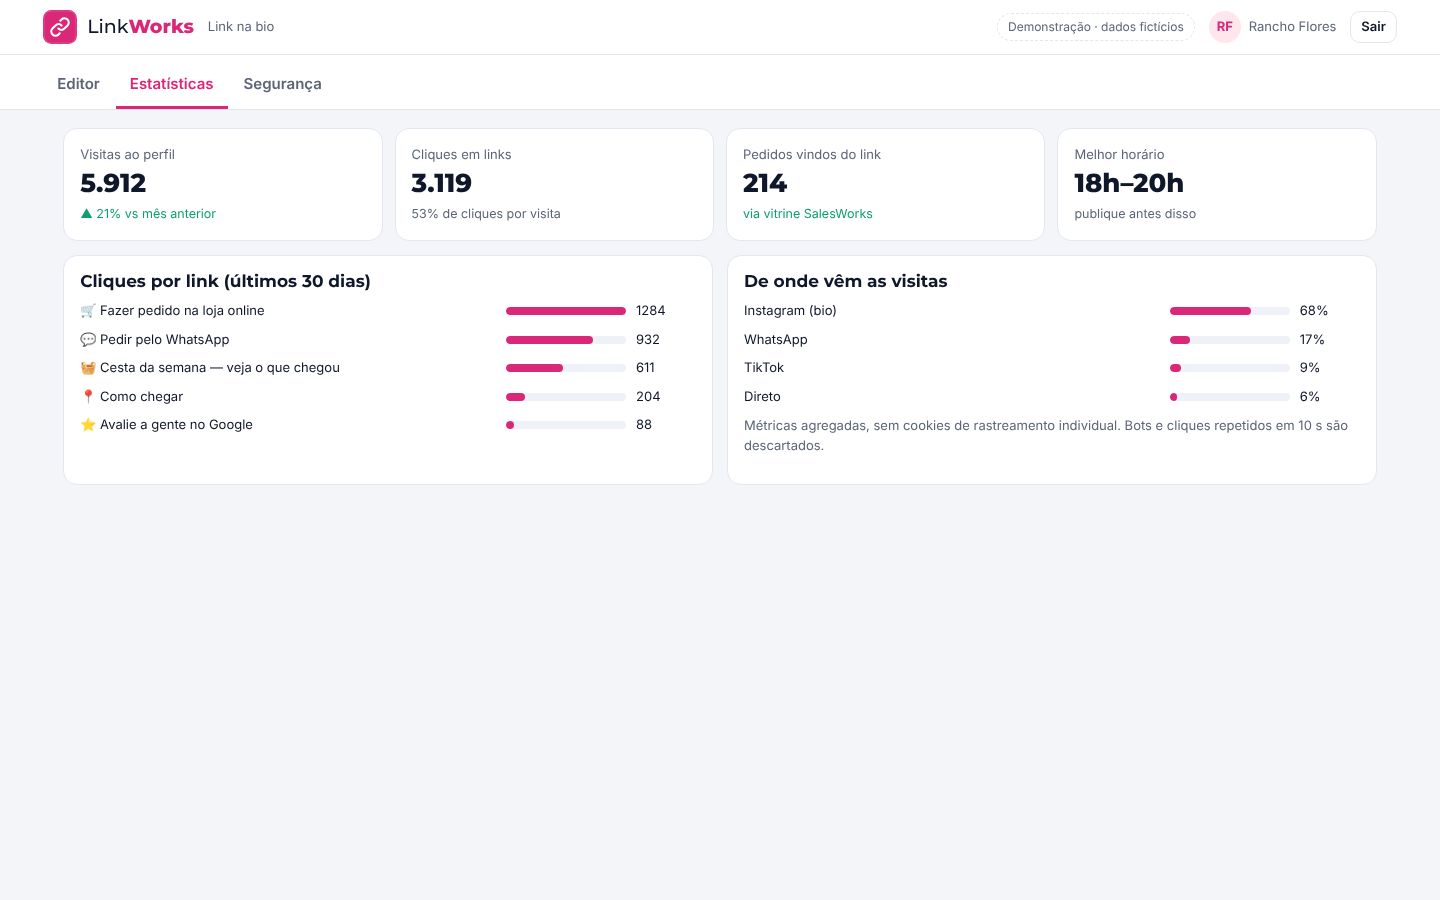 LinkWorks Link na bio Demonstração · dados fictícios RF Rancho Flores Sair
Editor Estatísticas Segurança
Visitas ao perfil
5.912
▲ 21% vs mês anterior
Cliques em links
3.119
53% de cliques por visita
Pedidos vindos do link
214
via vitrine SalesWorks
Melhor horário
18h–20h
publique antes disso
Cliques por link (últimos 30 dias)
🛒 Fazer pedido na loja online 1284
💬 Pedir pelo WhatsApp 932
🧺 Cesta da semana — veja o que chegou 611
📍 Como chegar 204
⭐ Avalie a gente no Google 88
De onde vêm as visitas
Instagram (bio) 68%
WhatsApp 17%
TikTok 9%
Direto 6%
Métricas agregadas, sem cookies de rastreamento individual. Bots e cliques repetidos em 10 s são
descartados.